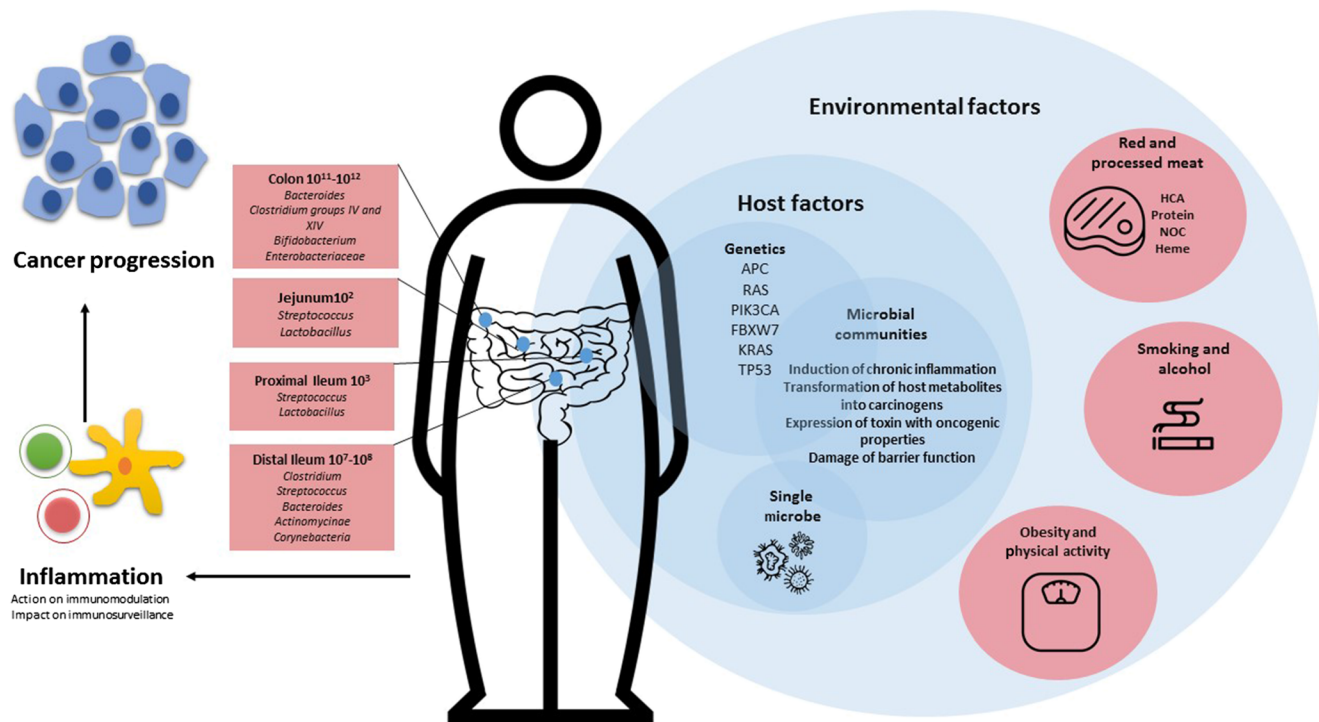 Cancer progression
Inflammation
Action on immunomodulation
Impact on immunosurveillance
Colon 10¹¹-10¹²
Bacteroides
Clostridium groups IV and
XIV
Bifidobacterium
Enterobacteriaceae
Jejunum10²
Streptococcus
Lactobacillus
Proximal Ileum 10³
Streptococcus
Lactobacillus
Distal Ileum 10⁷-10⁸
Clostridium
Streptococcus
Bacteroides
Actinomycinae
Corynebacteria
Environmental factors
Host factors
Genetics
APC
RAS
PIK3CA
FBXW7
KRAS
TP53
Microbial
communities
Induction of chronic inflammation
Transformation of host metabolites
into carcinogens
Expression of toxin with oncogenic
properties
Damage of barrier function
Single
microbe
Red and
processed meat
HCA
Protein
NOC
Heme
Smoking and
alcohol
Obesity and
physical activity